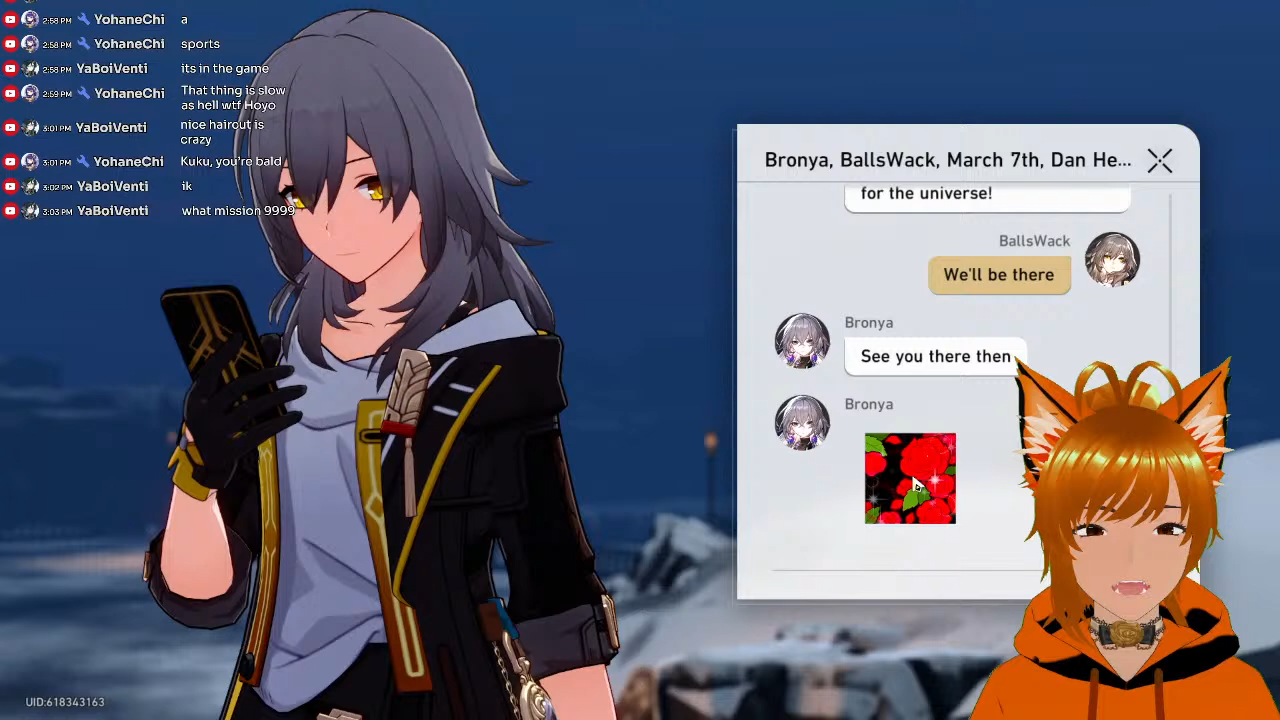 2:58 PM YohaneChi a
2:58 PM YohaneChi sports
2:58 PM YaBoiVenti its in the game
2:59 PM YohaneChi That thing is slow
as hell wtf Hoyo
3:01 PM YaBoiVenti nice hairout is
crazy
3:01 PM YohaneChi Kuku, you're bald
3:02 PM YaBoiVenti ik
3:03 PM YaBoiVenti what mission 9999
Bronya, BallsWack, March 7th, Dan He...
for the universe!
BallsWack
We'll be there
Bronya
See you there then
Bronya
UID:618343163